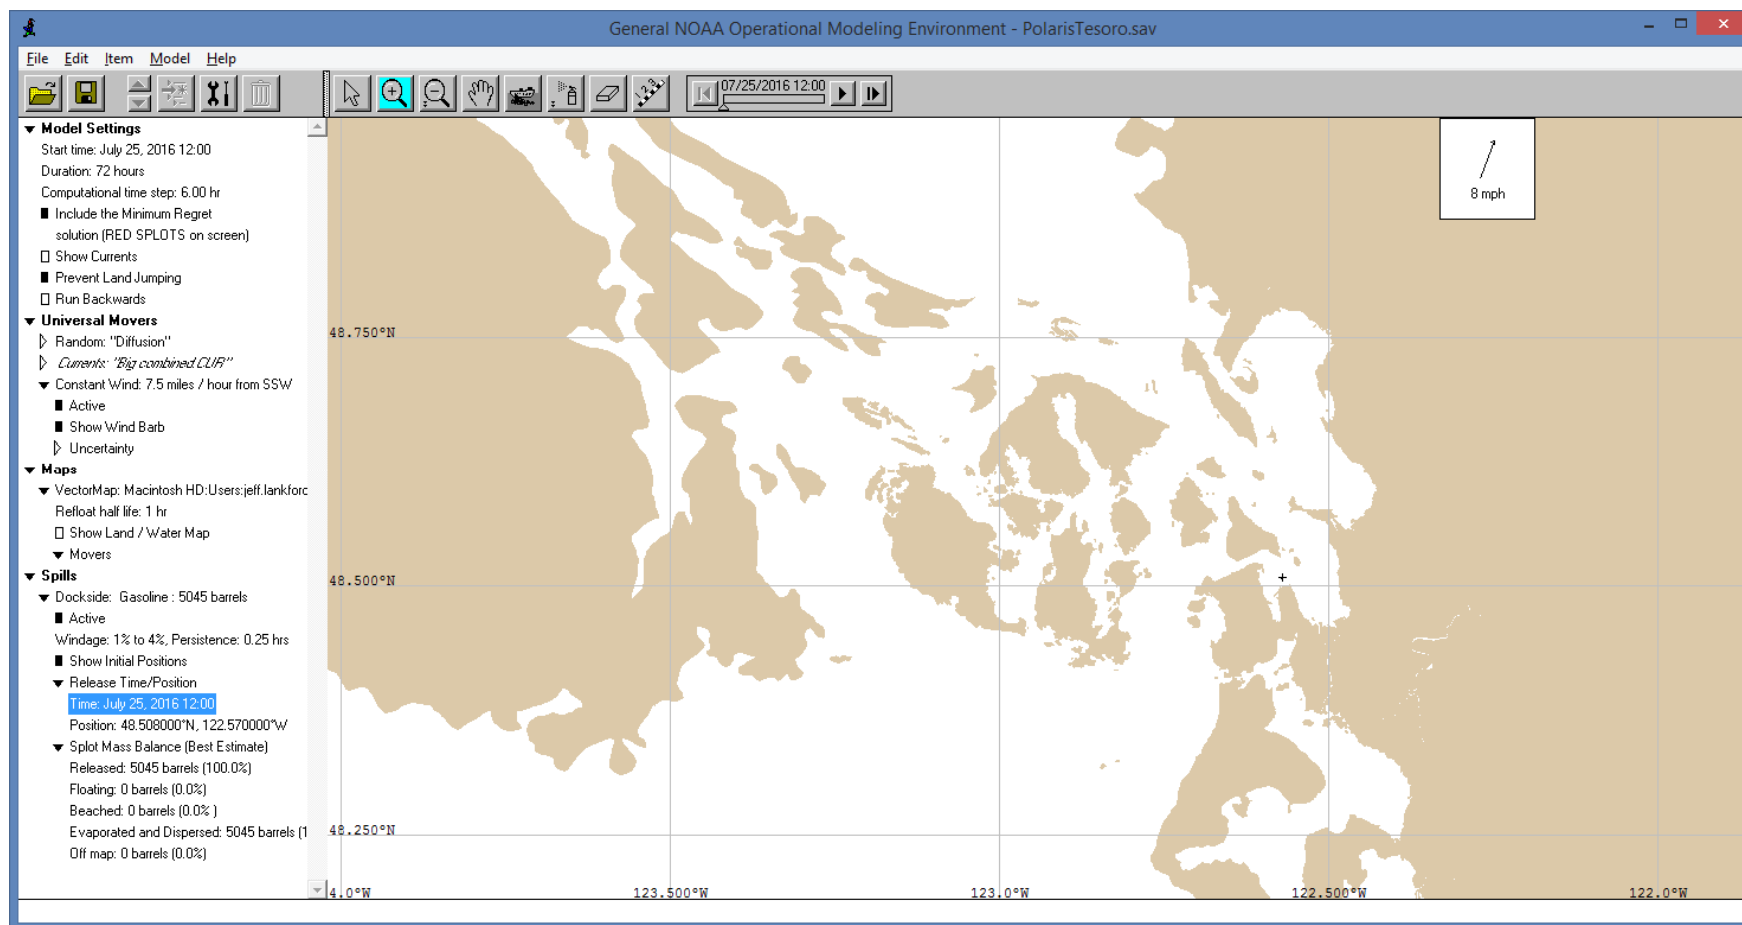 General NOAA Operational Modeling Environment - PolarisTesoro.sav
File Edit Item Model Help
07/25/2016 12:00
Model Settings
Start time: July 25, 2016 12:00
Duration: 72 hours
Computational time step: 6.00 hr
Include the Minimum Regret
solution (RED SPLOTS on screen)
Show Currents
Prevent Land Jumping
Run Backwards
Universal Movers
Random: "Diffusion"
Currents: "Big combined.CUR"
Constant Wind: 7.5 miles / hour from SSW
Active
Show Wind Barb
Uncertainty
Maps
VectorMap: Macintosh HD:Users:jeff.lankforc
Refloat half life: 1 hr
Show Land / Water Map
Movers
Spills
Dockside: Gasoline : 5045 barrels
Active
Windage: 1% to 4%, Persistence: 0.25 hrs
Show Initial Positions
Release Time/Position
Time: July 25, 2016 12:00
Position: 48.508000°N, 122.570000°W
Splot Mass Balance (Best Estimate)
Released: 5045 barrels (100.0%)
Floating: 0 barrels (0.0%)
Beached: 0 barrels (0.0% )
Evaporated and Dispersed: 5045 barrels (1
Off map: 0 barrels (0.0%)
8 mph
48.750°N
48.500°N
48.250°N
4.0°W 123.500°W 123.0°W 122.500°W 122.0°W